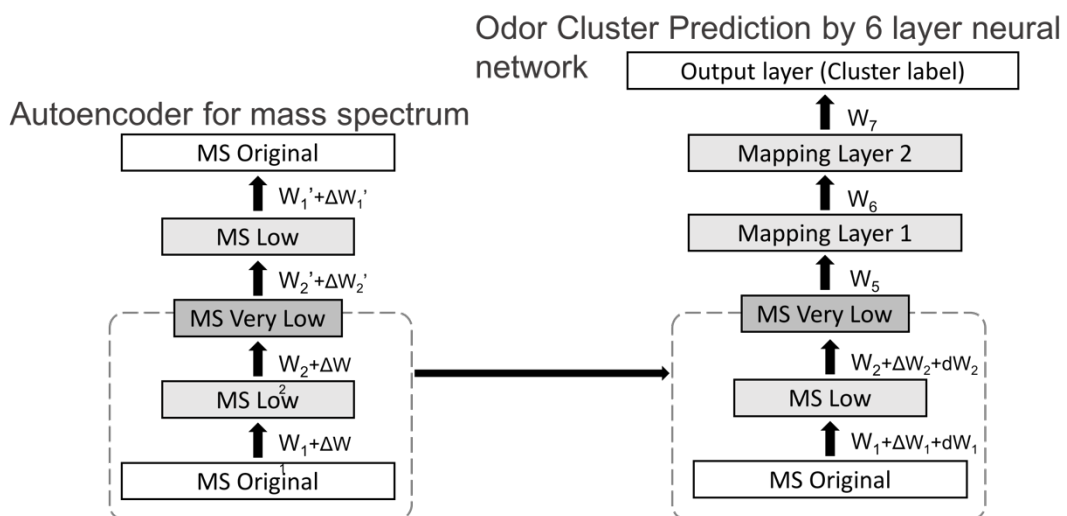 Odor Cluster Prediction by 6 layer neural
network
Output layer (Cluster label)
W₇
Mapping Layer 2
W₆
Mapping Layer 1
W₅
MS Very Low
W₂+ΔW₂+dW₂
MS Low
W₁+ΔW₁+dW₁
MS Original
Autoencoder for mass spectrum
MS Original
W₁’+ΔW₁’
MS Low
W₂’+ΔW₂’
MS Very Low
W₂+ΔW
2
MS Low
W₁+ΔW
1
MS Original